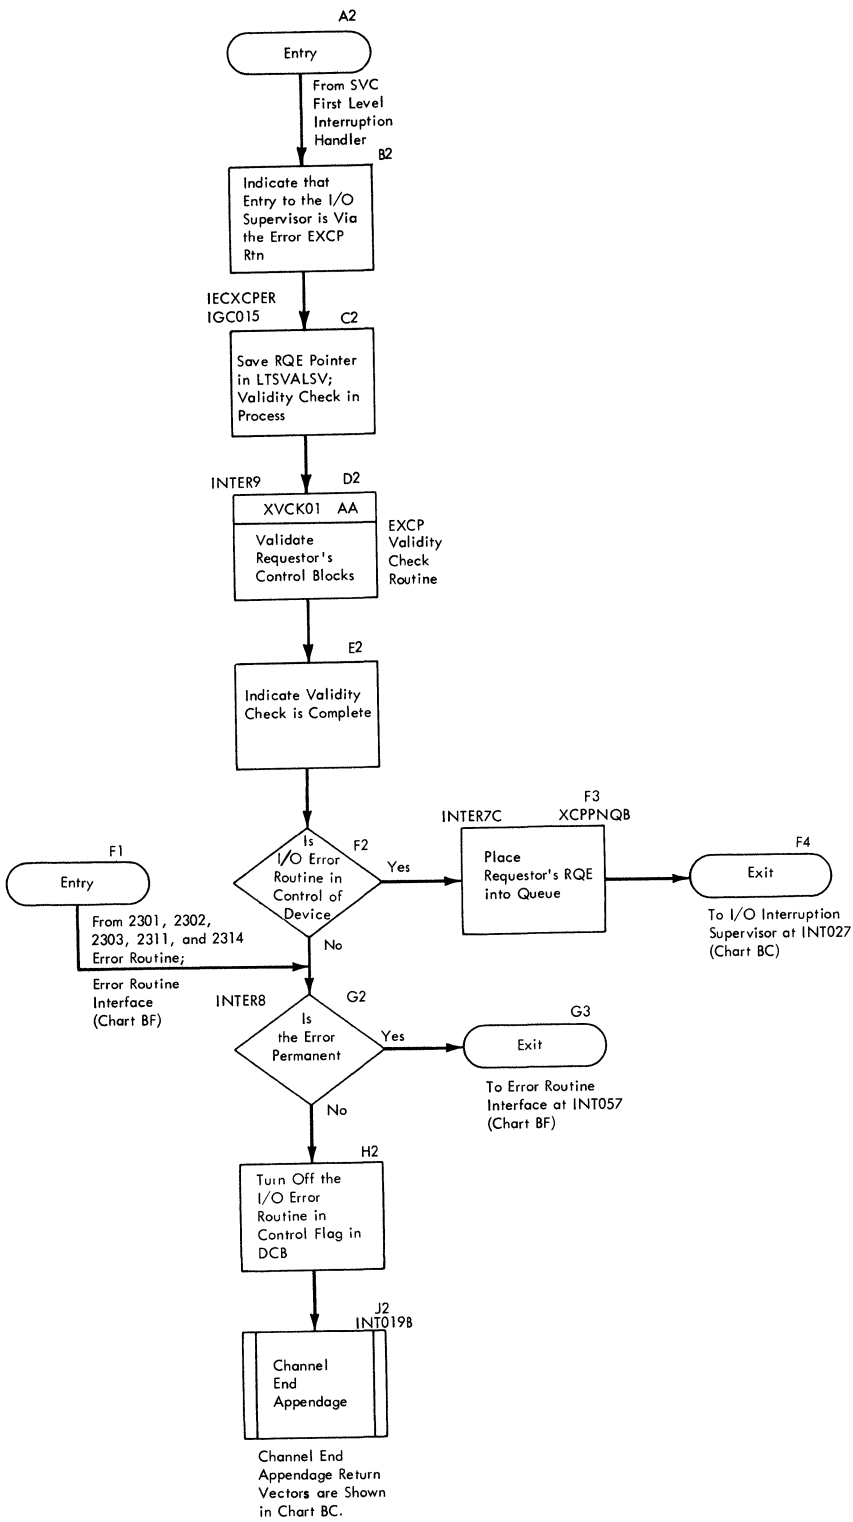 A2
Entry
From SVC
First Level
Interruption
Handler
B2
Indicate that
Entry to the I/O
Supervisor is Via
the Error EXCP
Rtn
IECXCPER
IGC015
C2
Save RQE Pointer
in LTSVALSV;
Validity Check in
Process
INTER9
D2
XVCK01 AA
Validate
Requestor's
Control Blocks
EXCP
Validity
Check
Routine
E2
Indicate Validity
Check is Complete
F2
Is
I/O Error
Routine in
Control of
Device
Yes
No
INTER7C
F3
XCPPNQB
Place
Requestor's RQE
into Queue
F4
Exit
To I/O Interruption
Supervisor at INT027
(Chart BC)
F1
Entry
From 2301, 2302,
2303, 2311, and 2314
Error Routine;
Error Routine
Interface
(Chart BF)
INTER8
G2
Is
the Error
Permanent
Yes
No
G3
Exit
To Error Routine
Interface at INT057
(Chart BF)
H2
Turn Off the
I/O Error
Routine in
Control Flag in
DCB
J2
INT019B
Channel
End
Appendage
Channel End
Appendage Return
Vectors are Shown
in Chart BC.